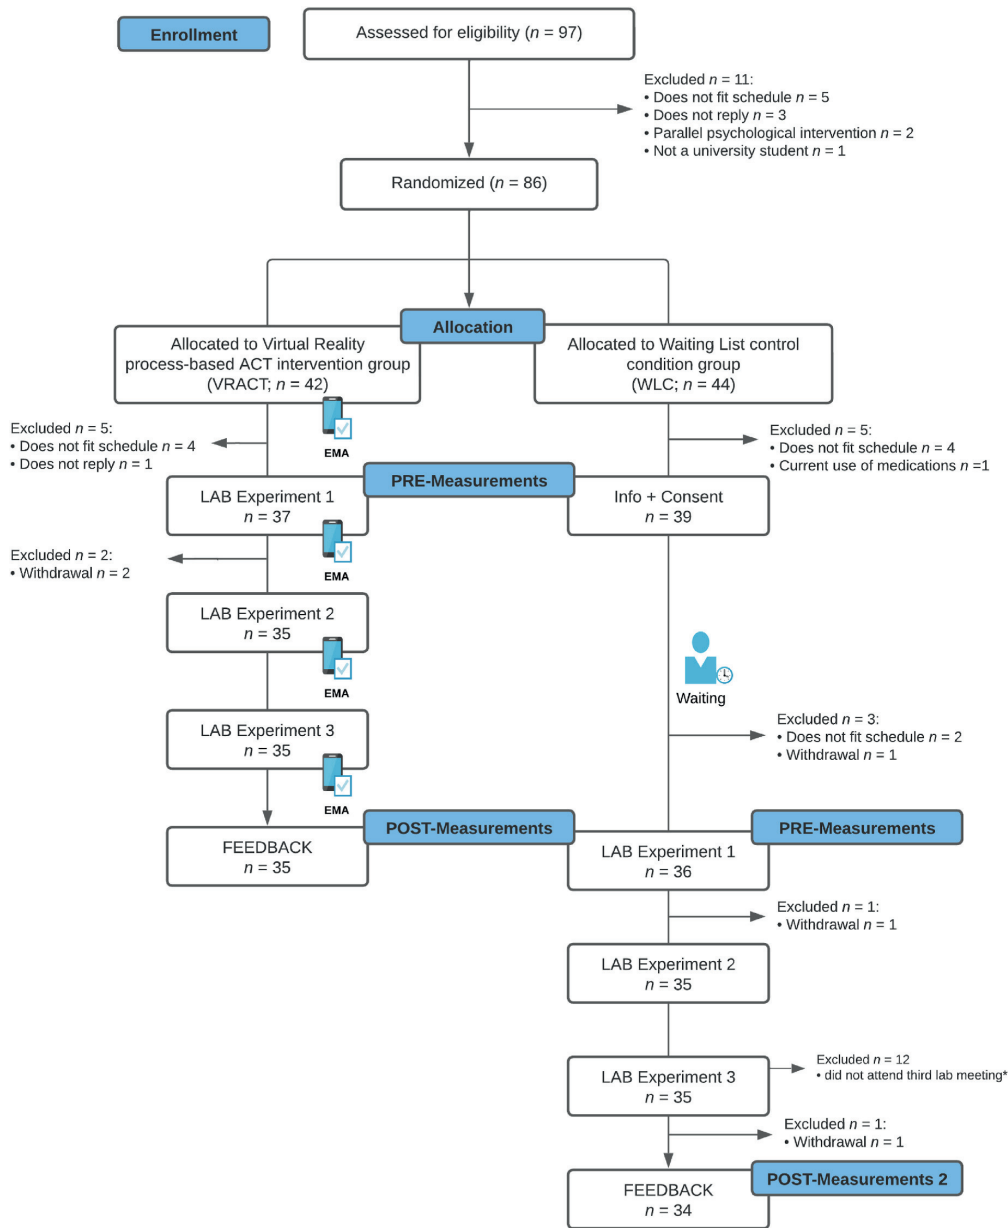 Enrollment
Assessed for eligibility (n = 97)
Excluded n = 11:
• Does not fit schedule n = 5
• Does not reply n = 3
• Parallel psychological intervention n = 2
• Not a university student n = 1
Randomized (n = 86)
Allocation
Allocated to Virtual Reality
process-based ACT intervention group
(VRACT; n = 42)
Allocated to Waiting List control
condition group
(WLC; n = 44)
EMA
Excluded n = 5:
• Does not fit schedule n = 4
• Does not reply n = 1
Excluded n = 5:
• Does not fit schedule n = 4
• Current use of medications n =1
PRE-Measurements
LAB Experiment 1
n = 37
Info + Consent
n = 39
EMA
Excluded n = 2:
• Withdrawal n = 2
LAB Experiment 2
n = 35
EMA
Waiting
LAB Experiment 3
n = 35
Excluded n = 3:
• Does not fit schedule n = 2
• Withdrawal n = 1
EMA
POST-Measurements
PRE-Measurements
FEEDBACK
n = 35
LAB Experiment 1
n = 36
Excluded n = 1:
• Withdrawal n = 1
LAB Experiment 2
n = 35
Excluded n = 12
• did not attend third lab meeting*
LAB Experiment 3
n = 35
Excluded n = 1:
• Withdrawal n = 1
POST-Measurements 2
FEEDBACK
n = 34